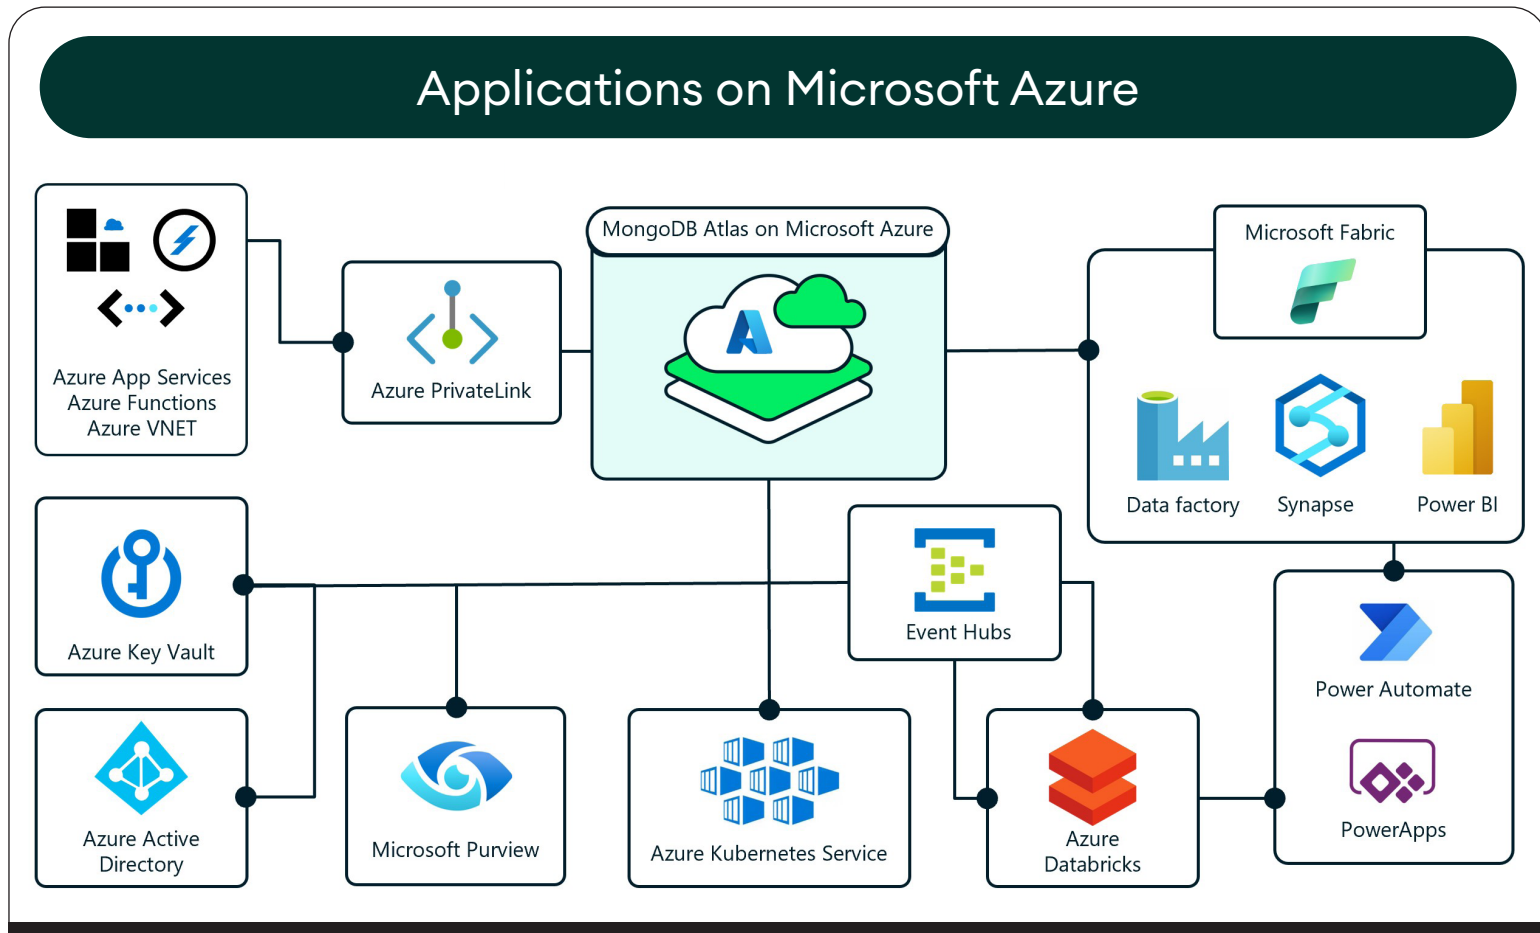 Applications on Microsoft Azure
Azure App Services
Azure Functions
Azure VNET
Azure PrivateLink
MongoDB Atlas on Microsoft Azure
Microsoft Fabric
Data factory
Synapse
Power BI
Azure Key Vault
Event Hubs
Power Automate
PowerApps
Azure Active
Directory
Microsoft Purview
Azure Kubernetes Service
Azure
Databricks